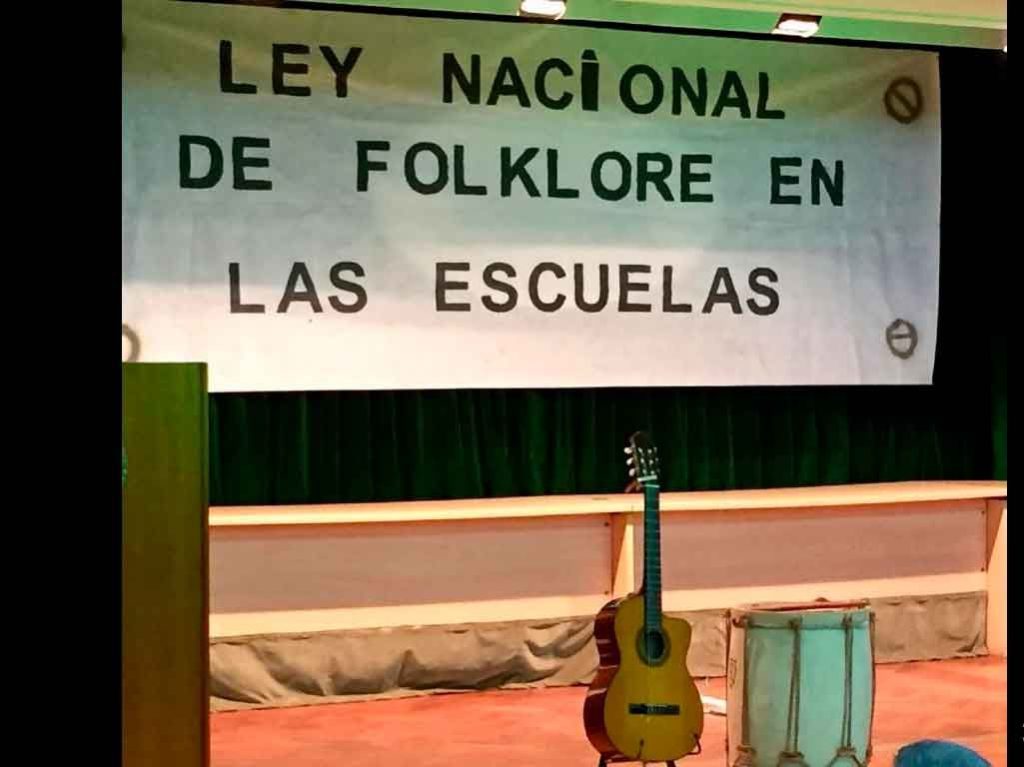 LEY NACIONAL
DE FOLKLORE EN
LAS ESCUELAS